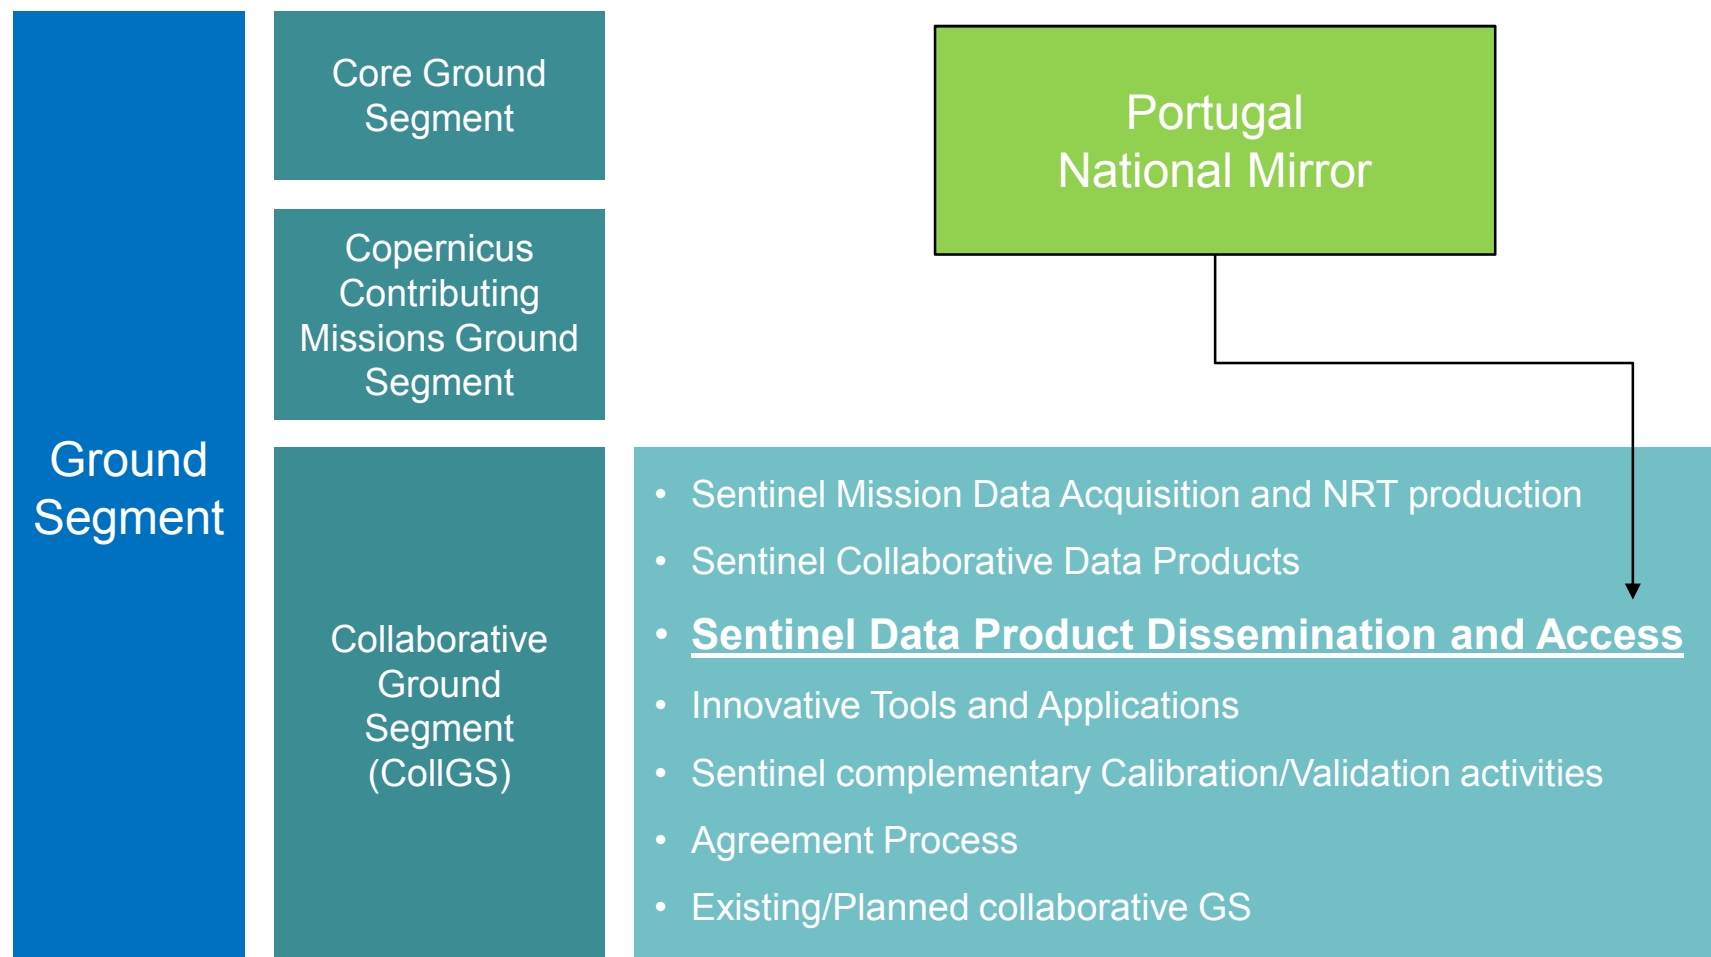 Ground
Segment
Core Ground
Segment
Copernicus
Contributing
Missions Ground
Segment
Collaborative
Ground
Segment
(CollGS)
Portugal
National Mirror
• Sentinel Mission Data Acquisition and NRT production
• Sentinel Collaborative Data Products
• Sentinel Data Product Dissemination and Access
• Innovative Tools and Applications
• Sentinel complementary Calibration/Validation activities
• Agreement Process
• Existing/Planned collaborative GS